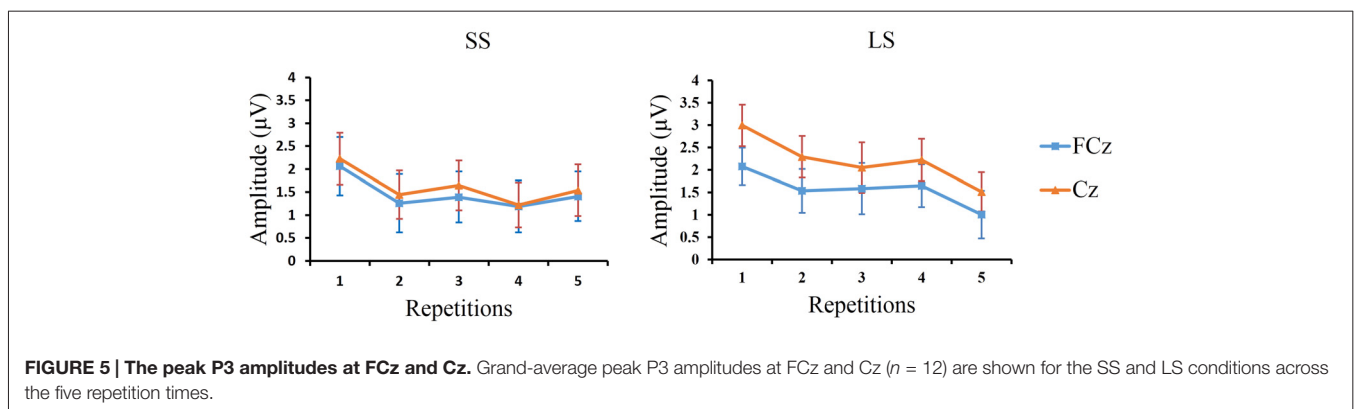 SS
Amplitude (µV)
4
3.5
3
2.5
2
1.5
1
0.5
0
1 2 3 4 5
Repetitions
LS
Amplitude (µV)
4
3.5
3
2.5
2
1.5
1
0.5
0
1 2 3 4 5
Repetitions
FCz
Cz
FIGURE 5 | The peak P3 amplitudes at FCz and Cz. Grand-average peak P3 amplitudes at FCz and Cz (n = 12) are shown for the SS and LS conditions across
the five repetition times.